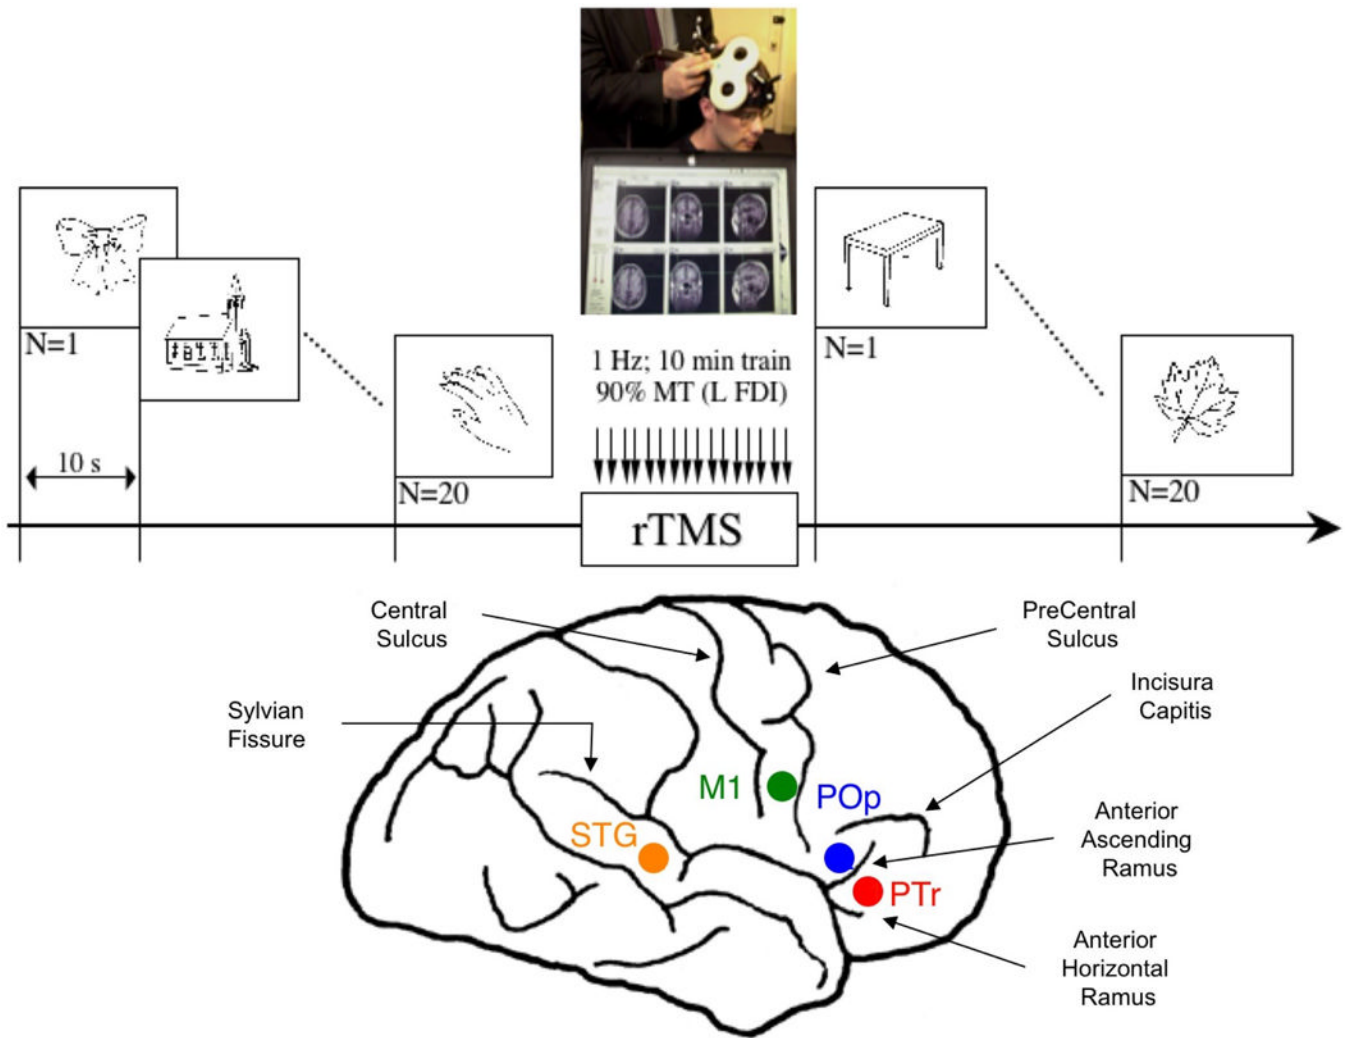 N=1
10 s
N=20
1 Hz; 10 min train
90% MT (L FDI)
rTMS
N=1
N=20
Central
Sulcus
PreCentral
Sulcus
Incisura
Capitis
Sylvian
Fissure
M1
POp
STG
Anterior
Ascending
Ramus
PTr
Anterior
Horizontal
Ramus